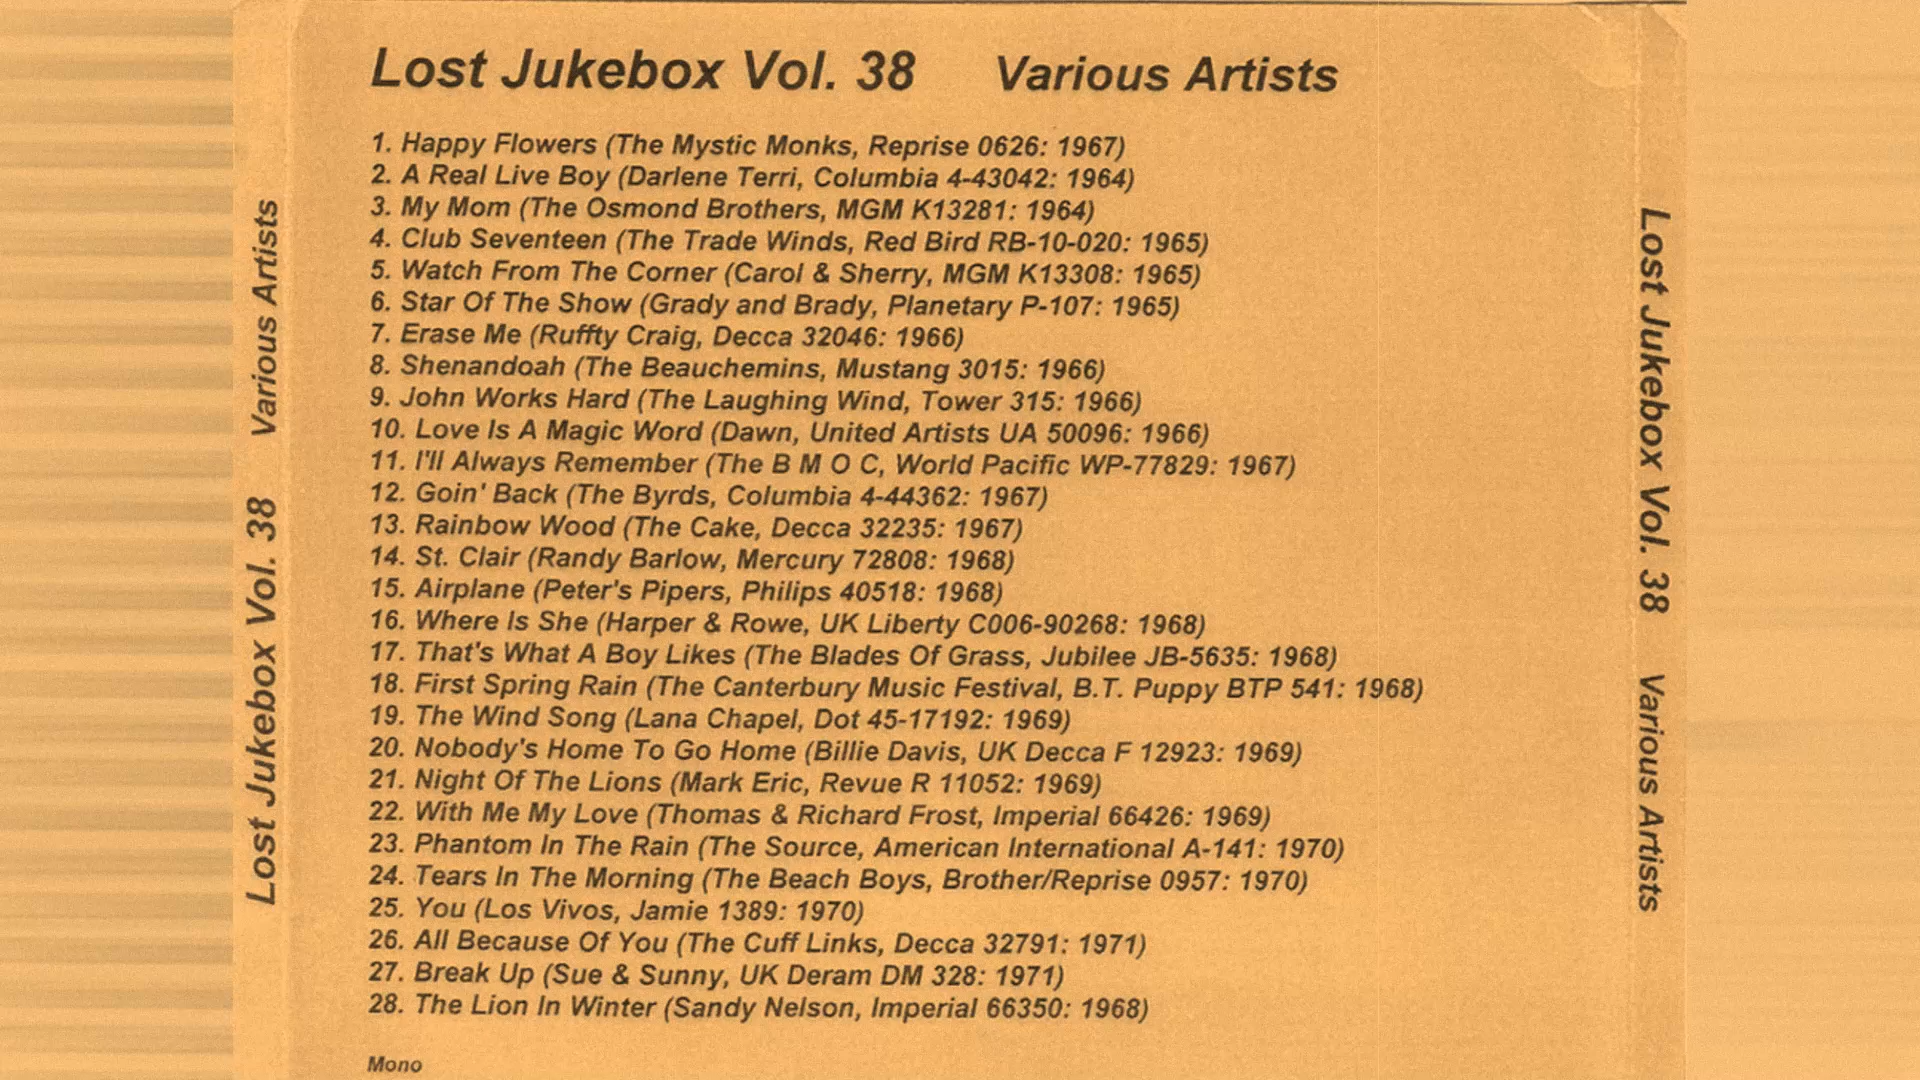 Lost Jukebox Vol. 38 Various Artists
1. Happy Flowers (The Mystic Monks, Reprise 0626: 1967)
2. A Real Live Boy (Darlene Terri, Columbia 4-43042: 1964)
3. My Mom (The Osmond Brothers, MGM K13281: 1964)
4. Club Seventeen (The Trade Winds, Red Bird RB-10-020: 1965)
5. Watch From The Corner (Carol & Sherry, MGM K13308: 1965)
6. Star Of The Show (Grady and Brady, Planetary P-107: 1965)
7. Erase Me (Ruffty Craig, Decca 32046: 1966)
8. Shenandoah (The Beauchemins, Mustang 3015: 1966)
9. John Works Hard (The Laughing Wind, Tower 315: 1966)
10. Love Is A Magic Word (Dawn, United Artists UA 50096: 1966)
11. I'll Always Remember (The B M O C, World Pacific WP-77829: 1967)
12. Goin' Back (The Byrds, Columbia 4-44362: 1967)
13. Rainbow Wood (The Cake, Decca 32235: 1967)
14. St. Clair (Randy Barlow, Mercury 72808: 1968)
15. Airplane (Peter's Pipers, Philips 40518: 1968)
16. Where Is She (Harper & Rowe, UK Liberty C006-90268: 1968)
17. That's What A Boy Likes (The Blades Of Grass, Jubilee JB-5635: 1968)
18. First Spring Rain (The Canterbury Music Festival, B.T. Puppy BTP 541: 1968)
19. The Wind Song (Lana Chapel, Dot 45-17192: 1969)
20. Nobody's Home To Go Home (Billie Davis, UK Decca F 12923: 1969)
21. Night Of The Lions (Mark Eric, Revue R 11052: 1969)
22. With Me My Love (Thomas & Richard Frost, Imperial 66426: 1969)
23. Phantom In The Rain (The Source, American International A-141: 1970)
24. Tears In The Morning (The Beach Boys, Brother/Reprise 0957: 1970)
25. You (Los Vivos, Jamie 1389: 1970)
26. All Because Of You (The Cuff Links, Decca 32791: 1971)
27. Break Up (Sue & Sunny, UK Deram DM 328: 1971)
28. The Lion In Winter (Sandy Nelson, Imperial 66350: 1968)
Mono
Lost Jukebox Vol. 38 Various Artists
Lost Jukebox Vol. 38 Various Artists